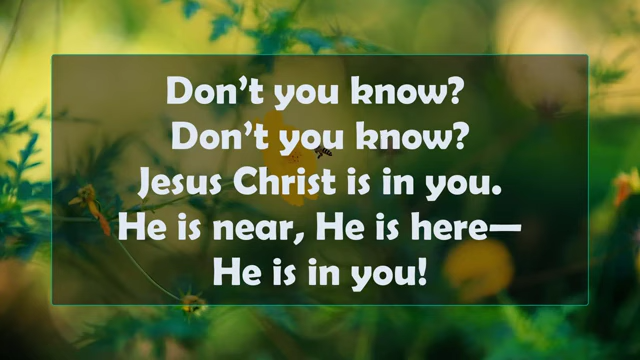 Don’t you know?
Don’t you know?
Jesus Christ is in you.
He is near, He is here—
He is in you!